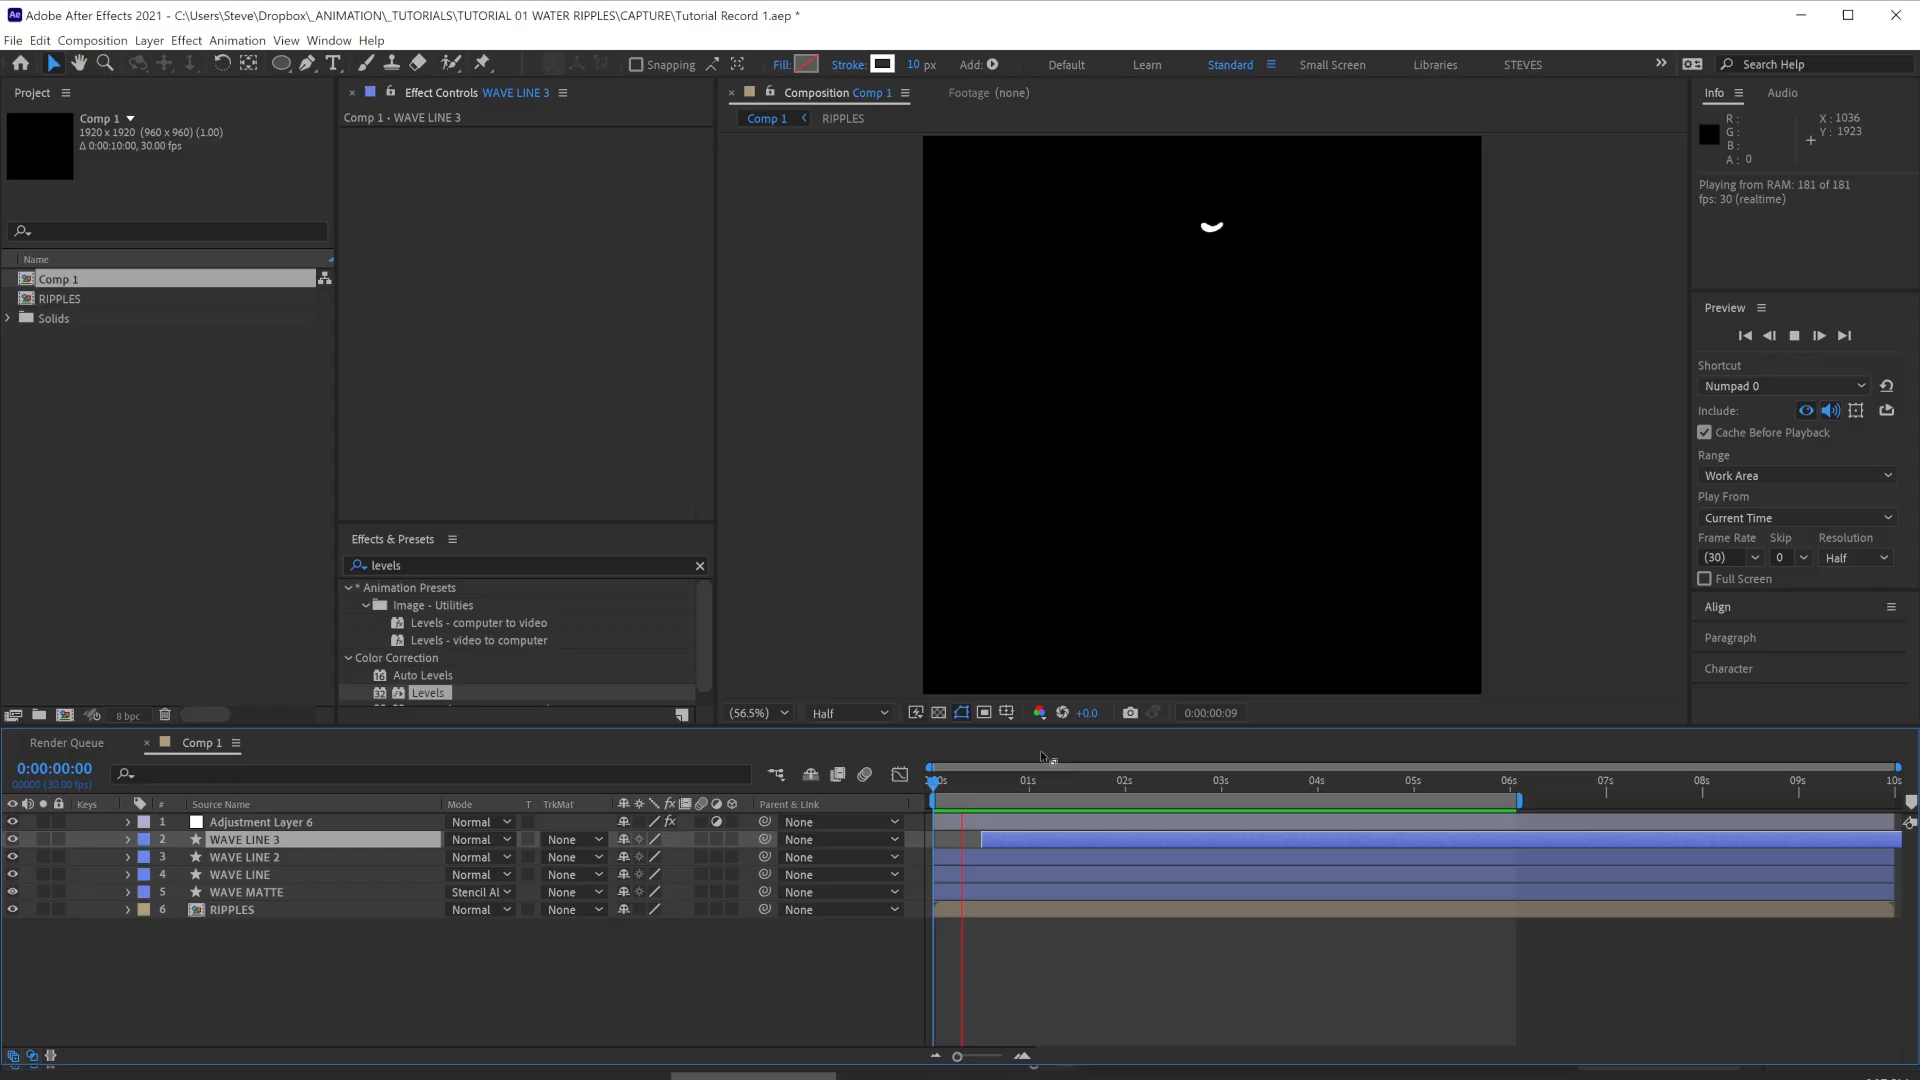 Adobe After Effects 2021 - C:\Users\Steve\Dropbox\_ANIMATION\_TUTORIALS\TUTORIAL 01 WATER RIPPLES\CAPTURE\Tutorial Record 1.aep *
File Edit Composition Layer Effect Animation View Window Help
Snapping Fill: Stroke: 10 px Add: Default Learn Standard Small Screen Libraries STEVES Search Help
Project
Effect Controls WAVE LINE 3
Composition Comp 1
Footage (none)
Info Audio
Comp 1
1920 x 1920 (960 x 960) (1.00)
Δ 0:00:10:00, 30.00 fps
Comp 1 • WAVE LINE 3
Comp 1 RIPPLES
R :
G :
B :
A : 0
X : 1036
Y : 1923
Playing from RAM: 181 of 181
fps: 30 (realtime)
Name
Comp 1
RIPPLES
Solids
8 bpc
Effects & Presets
levels
* Animation Presets
Image - Utilities
Levels - computer to video
Levels - video to computer
Color Correction
Auto Levels
Levels
(56.5%) Half +0.0 0:00:00:09
Preview
Shortcut
Numpad 0
Include:
Cache Before Playback
Range
Work Area
Play From
Current Time
Frame Rate Skip Resolution
(30) 0 Half
Full Screen
Align
Paragraph
Character
Render Queue Comp 1
0:00:00:00
00000 (30.00 fps)
01s 02s 03s 04s 05s 06s 07s 08s 09s 10s
Keys # Source Name Mode T TrkMat Parent & Link
1 Adjustment Layer 6 Normal None
2 WAVE LINE 3 Normal None None
3 WAVE LINE 2 Normal None None
4 WAVE LINE Normal None None
5 WAVE MATTE Stencil Al None None
6 RIPPLES Normal None None